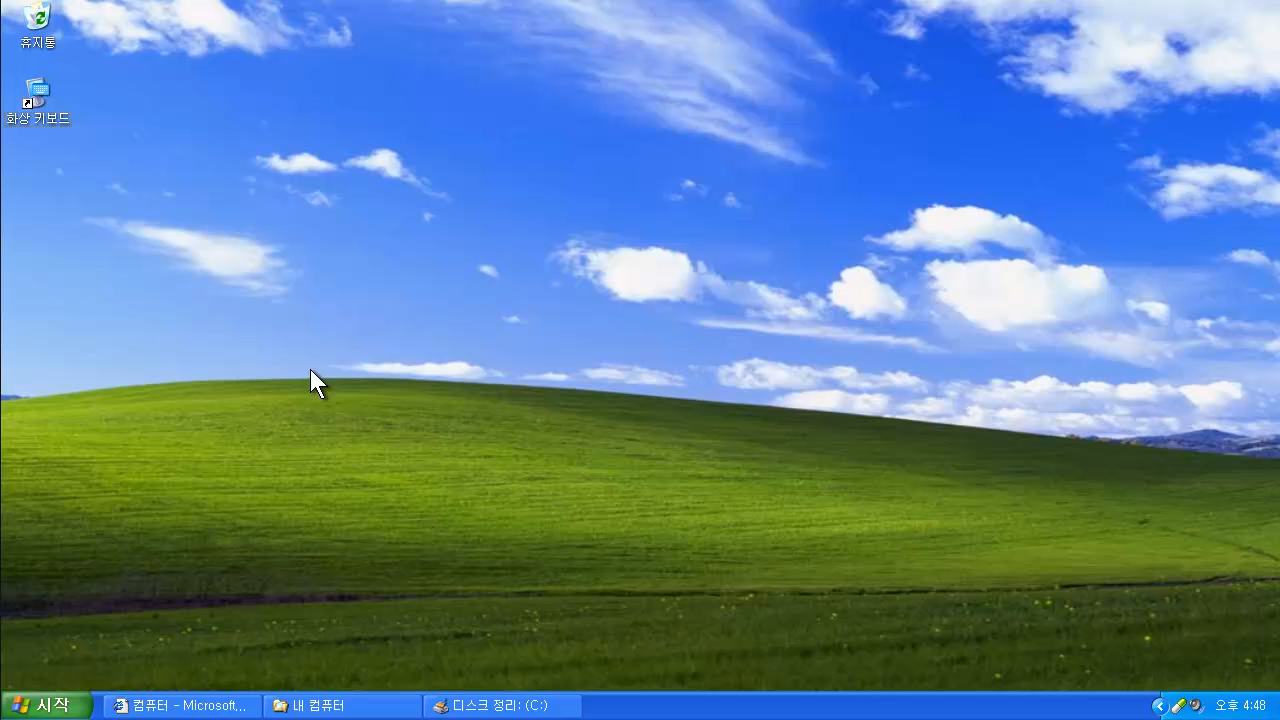 휴지통
화상 키보드
시작
컴퓨터 - Microsoft...
내 컴퓨터
디스크 정리: (C:)
오후 4:48